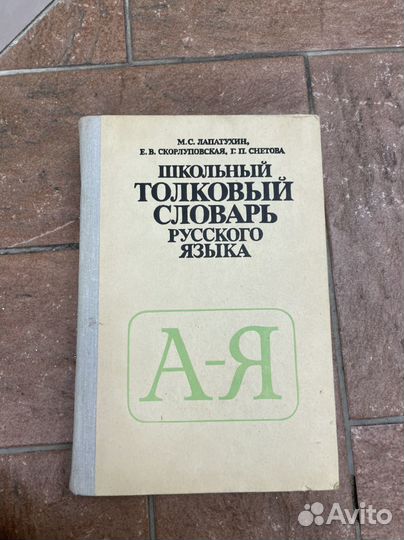 М.С. ЛАПАТУХИН,
Е.В. СКОРЛУПОВСКАЯ, Г.П. СНЕТОВА
ШКОЛЬНЫЙ
ТОЛКОВЫЙ
СЛОВАРЬ
РУССКОГО
ЯЗЫКА
А-Я
Avito